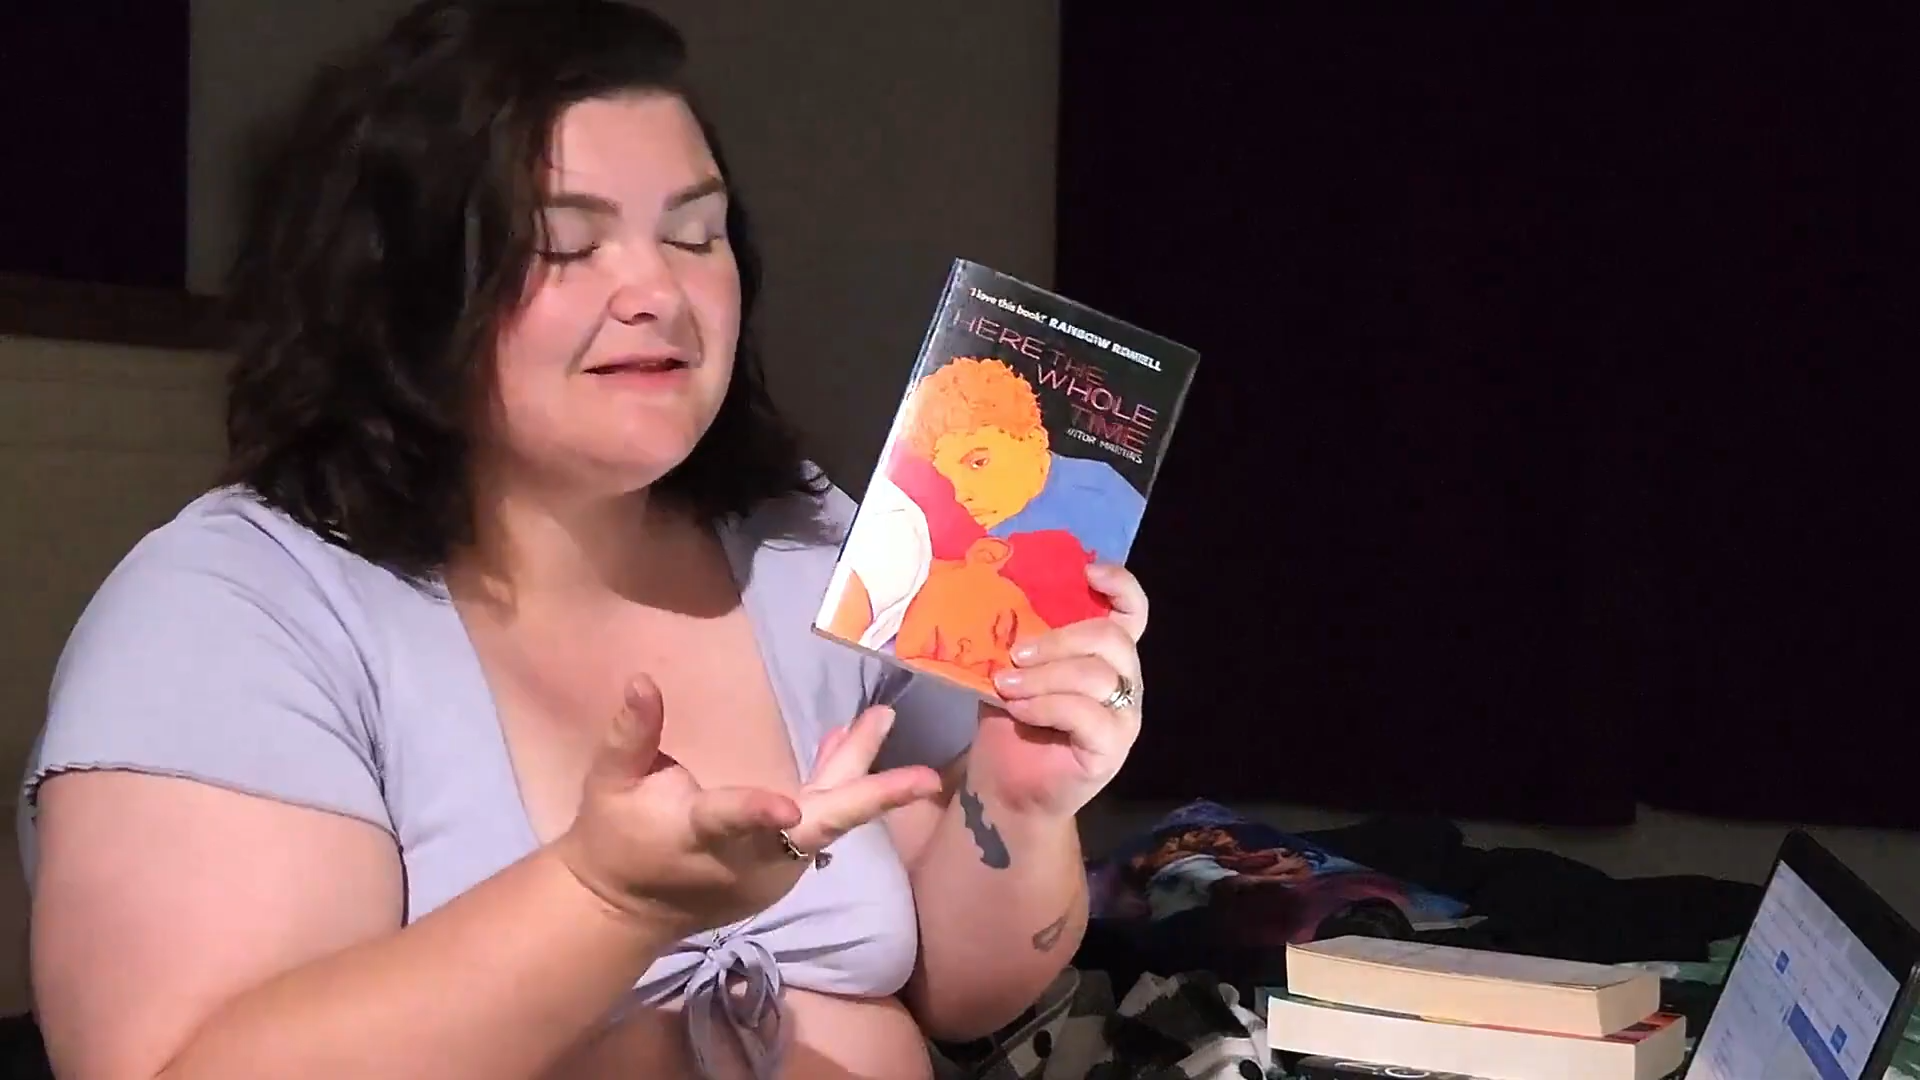 'I love this book!' RAINBOW ROWELL
HERE THE
WHOLE
TIME
VITOR MARTINS